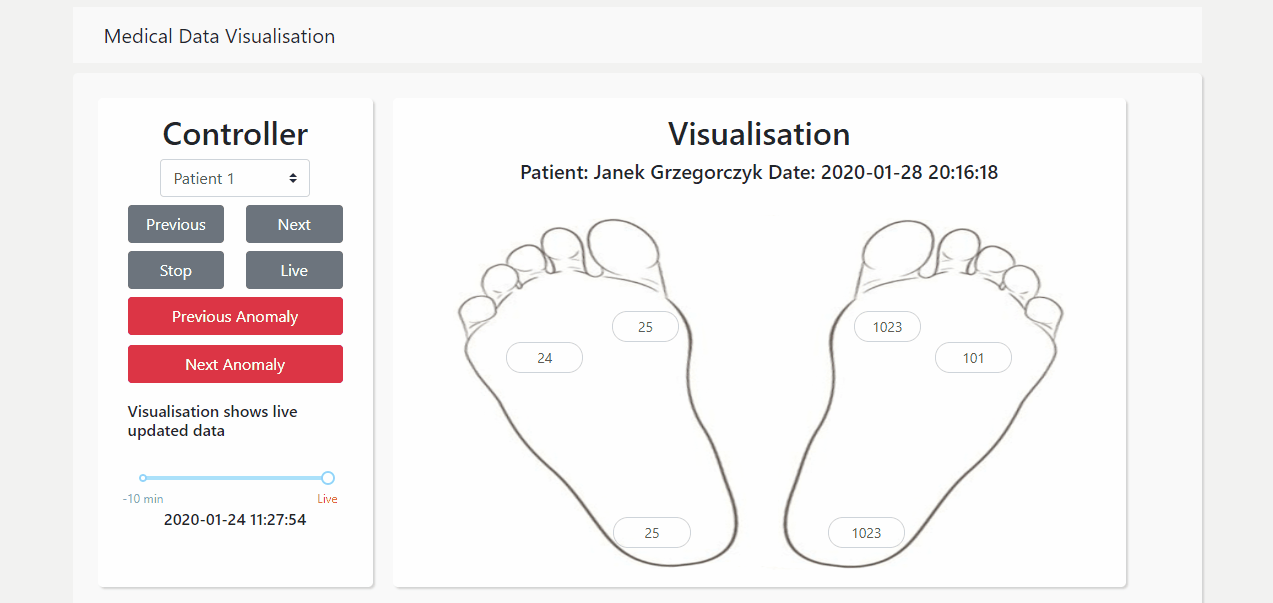 Medical Data Visualisation
Controller
Patient 1
Previous
Next
Stop
Live
Previous Anomaly
Next Anomaly
Visualisation shows live
updated data
-10 min
Live
2020-01-24 11:27:54
Visualisation
Patient: Janek Grzegorczyk Date: 2020-01-28 20:16:18
25
1023
24
101
25
1023